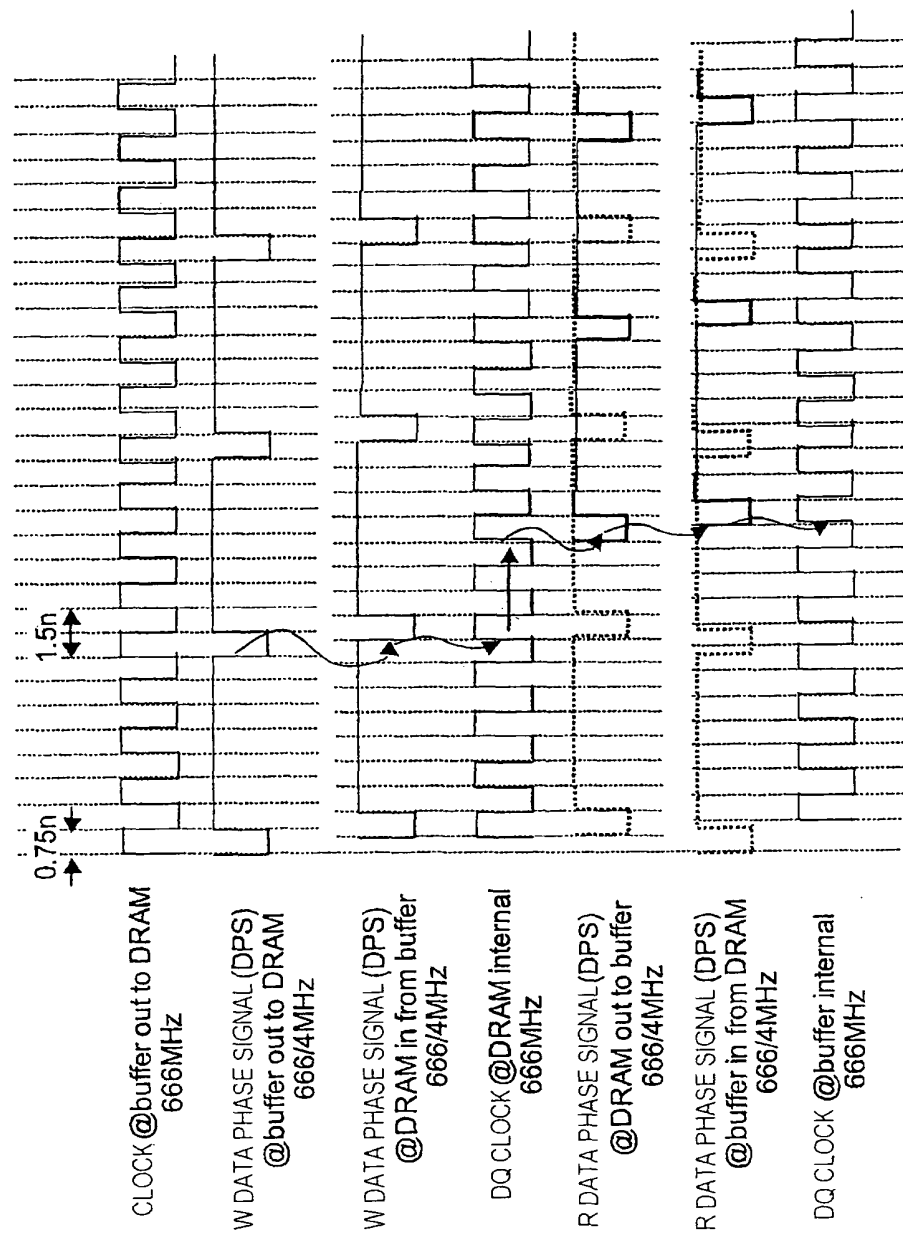 0.75n
1.5n
CLOCK @buffer out to DRAM
666MHz
W DATA PHASE SIGNAL (DPS)
@buffer out to DRAM
666/4MHz
W DATA PHASE SIGNAL (DPS)
@DRAM in from buffer
666/4MHz
DQ CLOCK @DRAM internal
666MHz
R DATA PHASE SIGNAL (DPS)
@DRAM out to buffer
666/4MHz
R DATA PHASE SIGNAL (DPS)
@buffer in from DRAM
666/4MHz
DQ CLOCK @buffer internal
666MHz